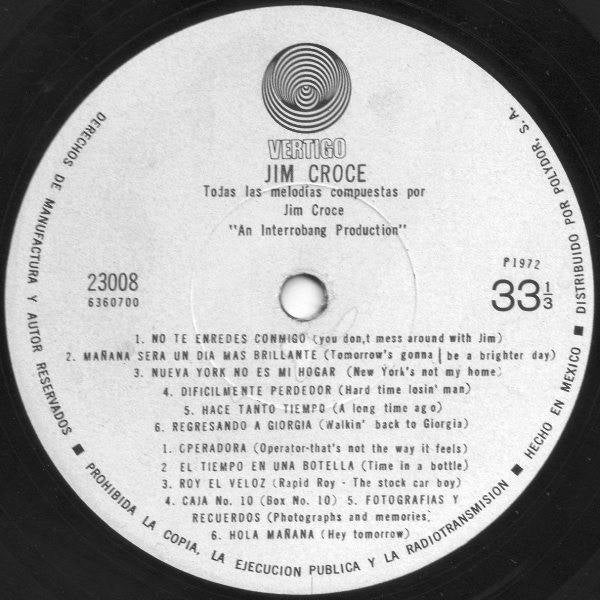 VERTIGO
JIM CROCE
Todas las melodías compuestas por
Jim Croce
"An Interrobang Production"
23008
6360700
P 1972
33 1/3
1. NO TE ENREDES CONMIGO (you don,t mess around with Jim)
2. MAÑANA SERA UN DIA MAS BRILLANTE (Tomorrow's gonna be a brighter day)
3. NUEVA YORK NO ES MI HOGAR (New York's not my home)
4. DIFICILMENTE PERDEDOR (Hard time losin' man)
5. HACE TANTO TIEMPO (A long time ago)
6. REGRESANDO A GIORGIA (Walkin' back to Giorgia)
1. OPERADORA (Operator-that's not the way it feels)
2 EL TIEMPO EN UNA BOTELLA (Time in a bottle)
3. ROY EL VELOZ (Rapid Roy - The stock car boy)
4. CAJA No. 10 (Box No. 10) 5. FOTOGRAFIAS Y
RECUERDOS (Photographs and memories)
6. HOLA MAÑANA (Hey tomorrow)
DERECHOS DE MANUFACTURA Y AUTOR RESERVADOS ■ PROHIBIDA LA COPIA, LA EJECUCION PUBLICA Y LA RADIOTRANSMISION ■ HECHO EN MEXICO ■ DISTRIBUIDO POR POLYDOR, S.A.